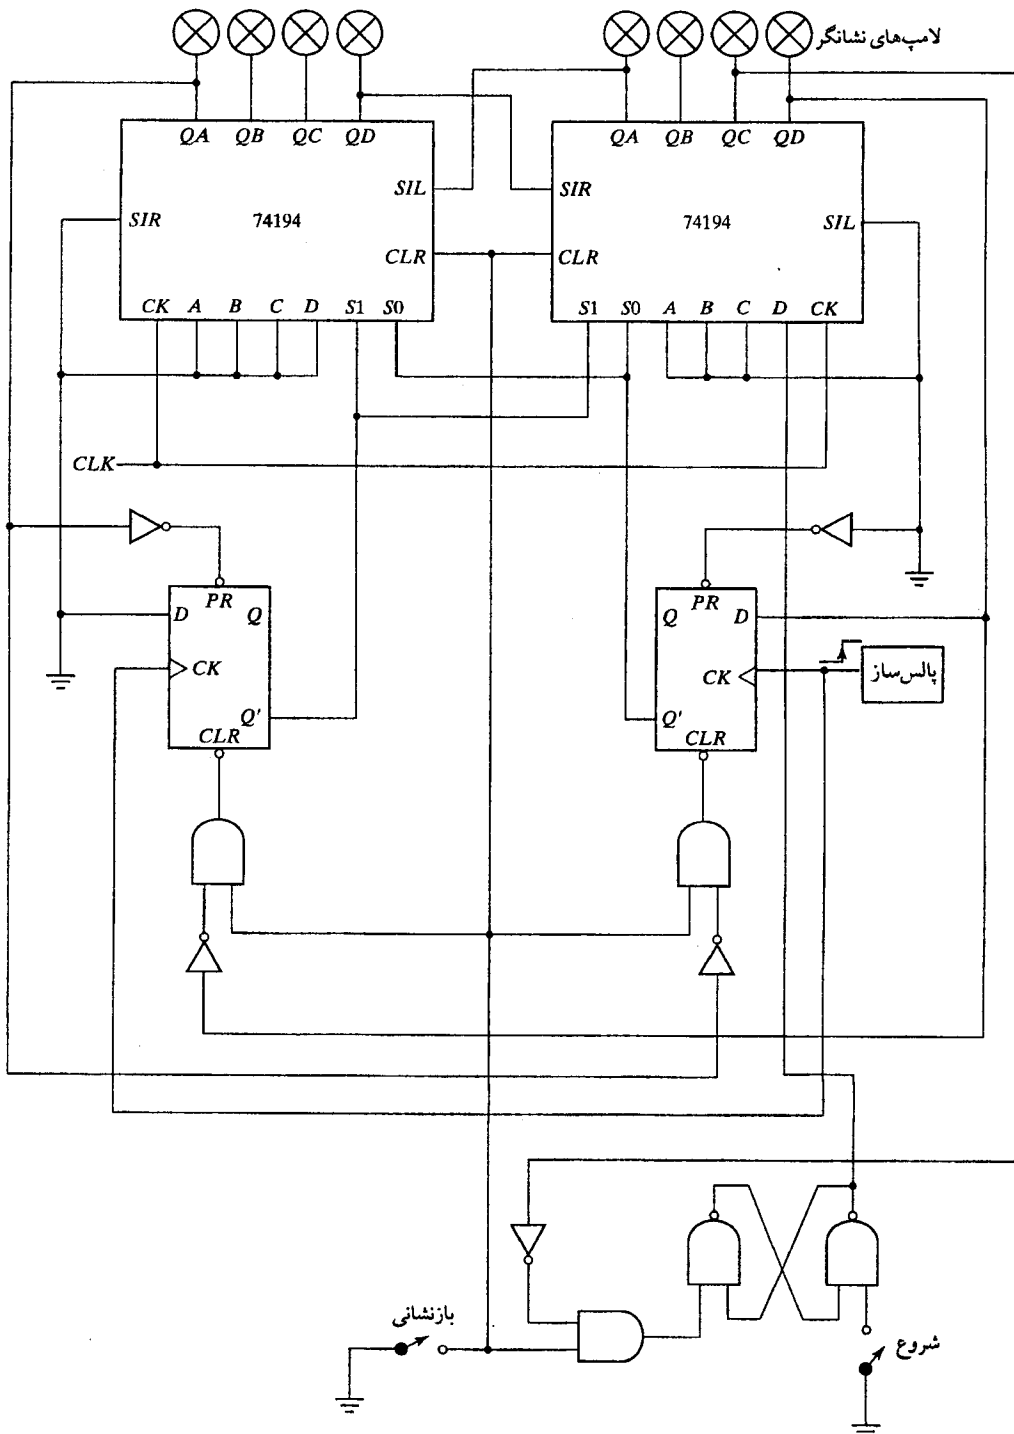 لامپ‌های نشانگر
QA QB QC QD
QA QB QC QD
SIL
SIR
SIR
74194
74194
SIL
CLR
CLR
CK A B C D S1 S0
S1 S0 A B C D CK
CLK
PR
PR
D Q
Q D
CK
CK
پالس‌ساز
Q'
Q'
CLR
CLR
بازنشانی
شروع